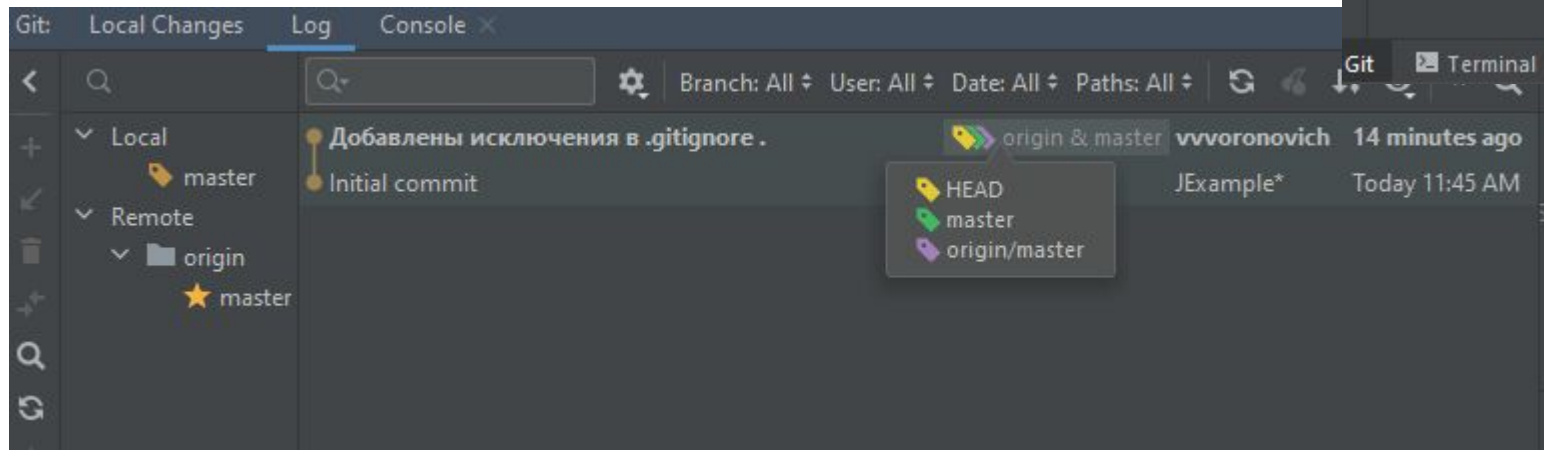 Git: Local Changes Log Console
Git Terminal
Branch: All User: All Date: All Paths: All
Local
master
Remote
origin
master
Добавлены исключения в .gitignore . origin & master vvvoronovich 14 minutes ago
Initial commit JExample* Today 11:45 AM
HEAD
master
origin/master